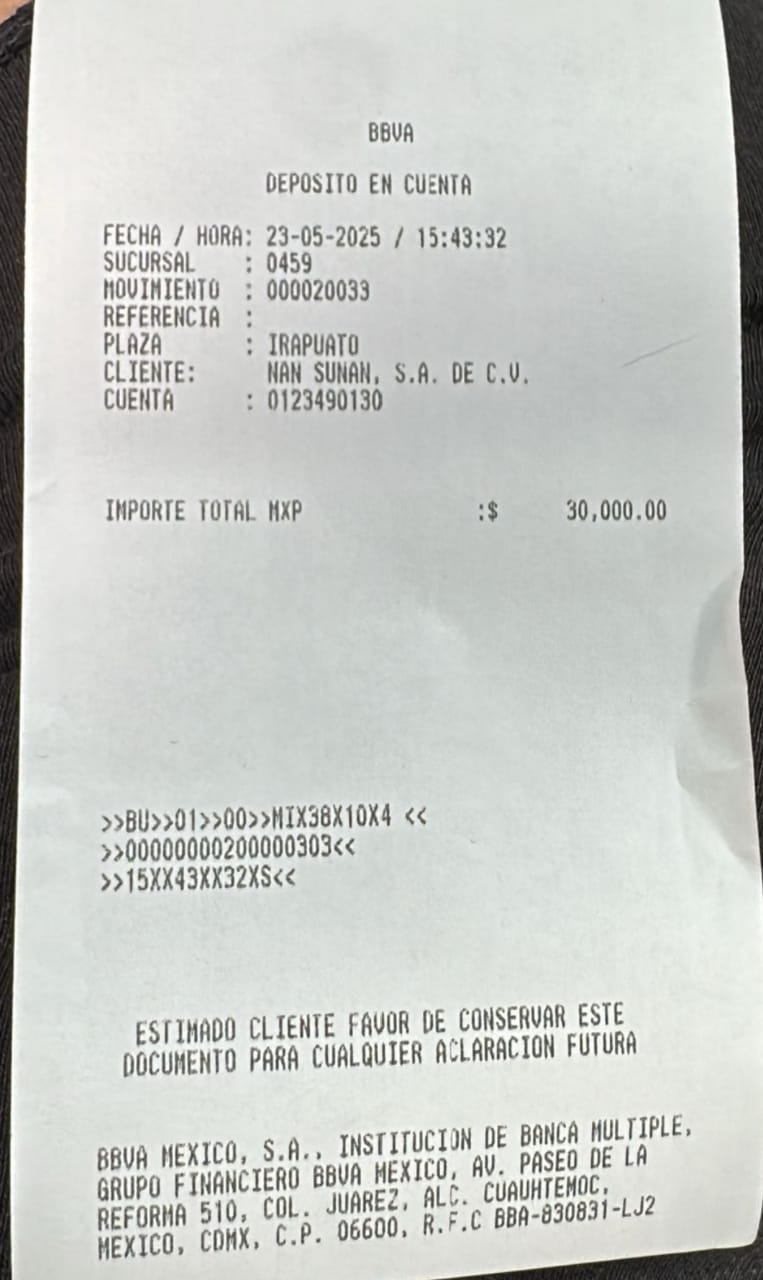 BBVA
DEPOSITO EN CUENTA
FECHA / HORA: 23-05-2025 / 15:43:32
SUCURSAL : 0459
MOVIMIENTO : 000020033
REFERENCIA :
PLAZA : IRAPUATO
CLIENTE: NAN SUNAN, S.A. DE C.V.
CUENTA : 0123490130
IMPORTE TOTAL MXP :$ 30,000.00
>>BU>>01>>00>>MIX38X10X4 <<
>>00000000200000303<<
>>15XX43XX32XS<<
ESTIMADO CLIENTE FAVOR DE CONSERVAR ESTE
DOCUMENTO PARA CUALQUIER ACLARACION FUTURA
BBVA MEXICO, S.A., INSTITUCION DE BANCA MULTIPLE,
GRUPO FINANCIERO BBVA MEXICO, AV. PASEO DE LA
REFORMA 510, COL. JUAREZ, ALC. CUAUHTEMOC,
MEXICO, CDMX, C.P. 06600, R.F.C BBA-830831-LJ2